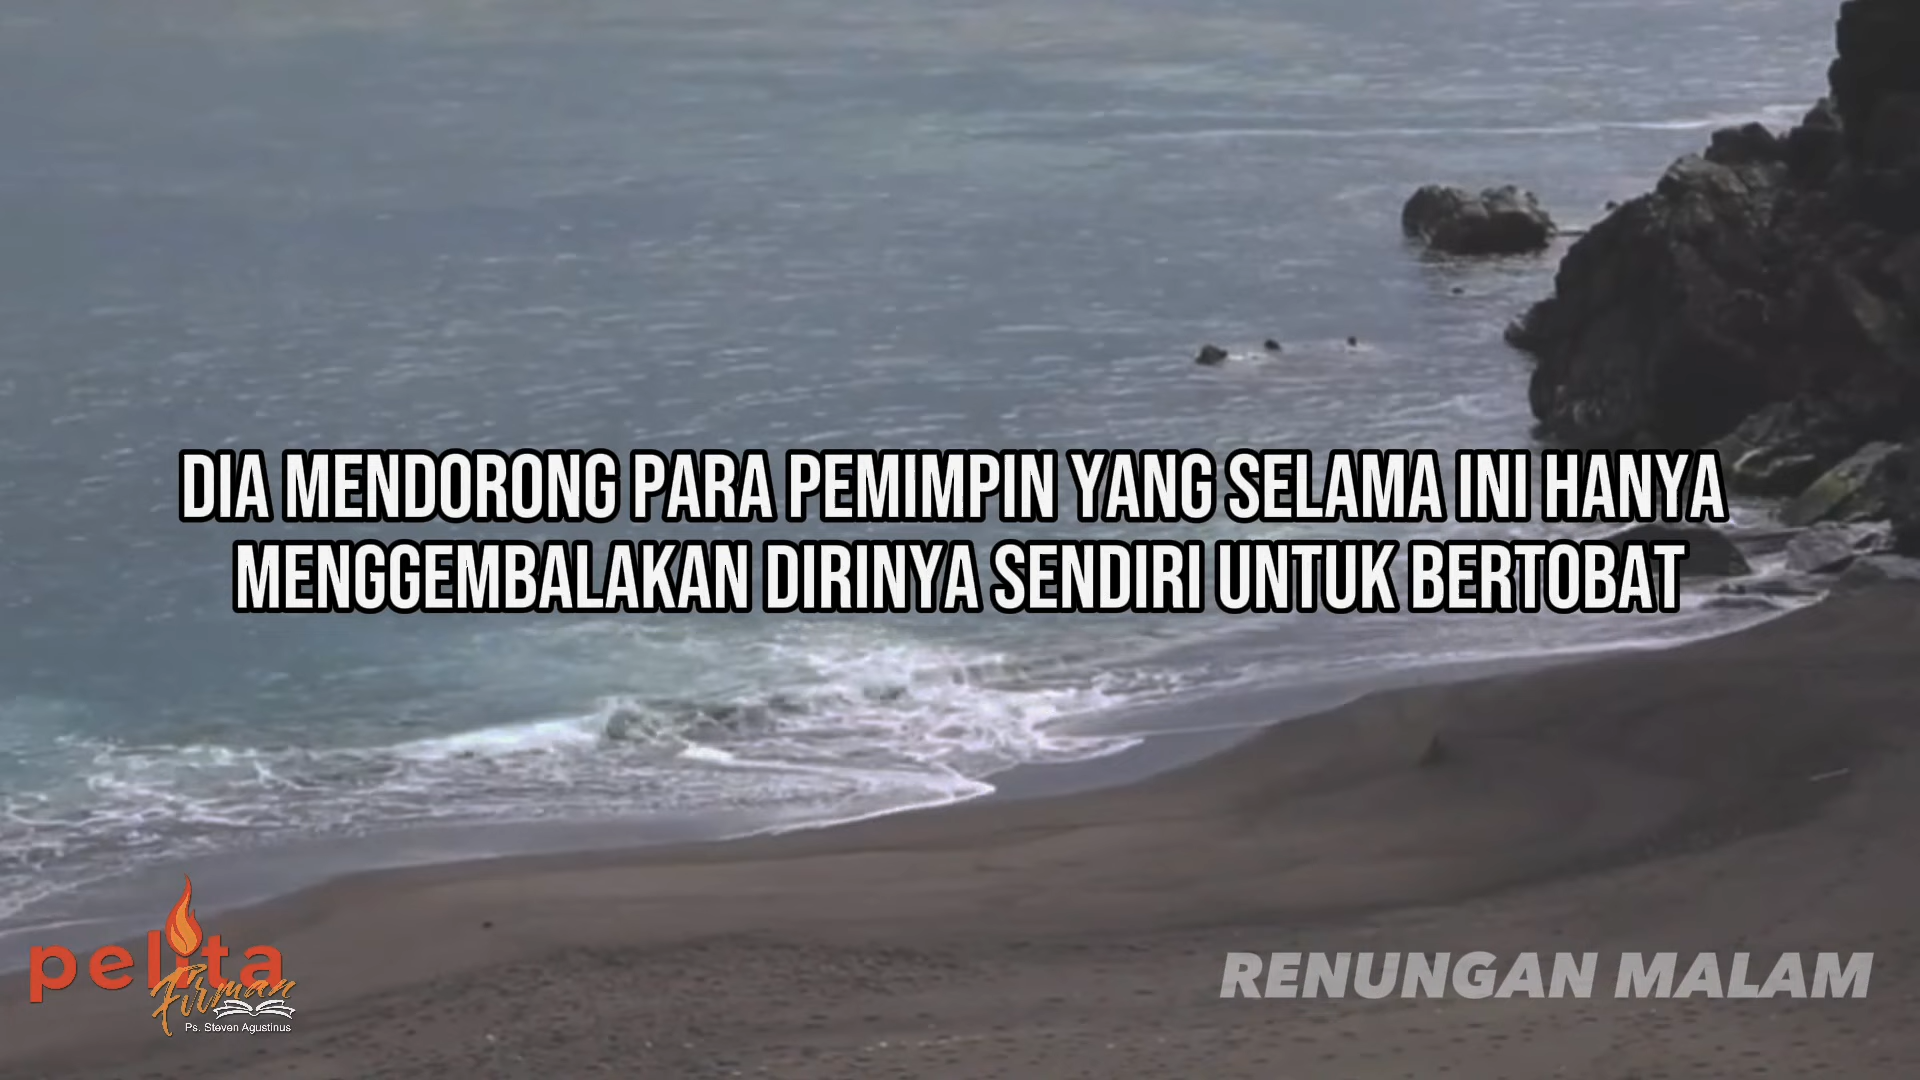 DIA MENDORONG PARA PEMIMPIN YANG SELAMA INI HANYA
MENGGEMBALAKAN DIRINYA SENDIRI UNTUK BERTOBAT
pelita
Firman
Ps. Steven Agustinus
RENUNGAN MALAM